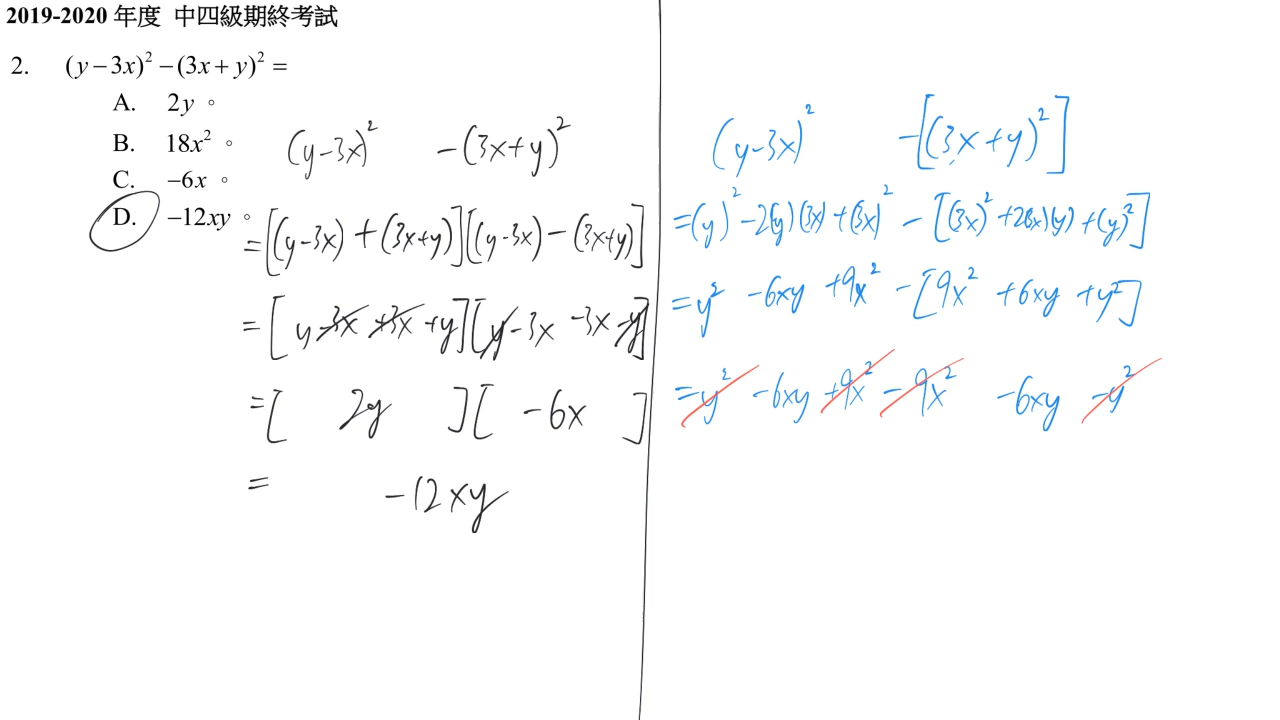 2019-2020 年度 中四級期終考試
2. (y−3x)² −(3x+y)² =
A. 2y。
B. 18x²。
C. −6x。
D. −12xy。
(y-3x)² -(3x+y)²
=[(y-3x)+(3x+y)][(y-3x)-(3x+y)]
=[y-3x+3x+y][y-3x-3x-y]
=[ 2y ][ -6x ]
= -12xy
(y-3x)² -[(3x+y)²]
=(y)²-2(y)(3x)+(3x)² -[(3x)²+2(3x)(y)+(y)²]
=y² -6xy +9x² -[9x² +6xy +y²]
=y² -6xy +9x² -9x² -6xy -y²